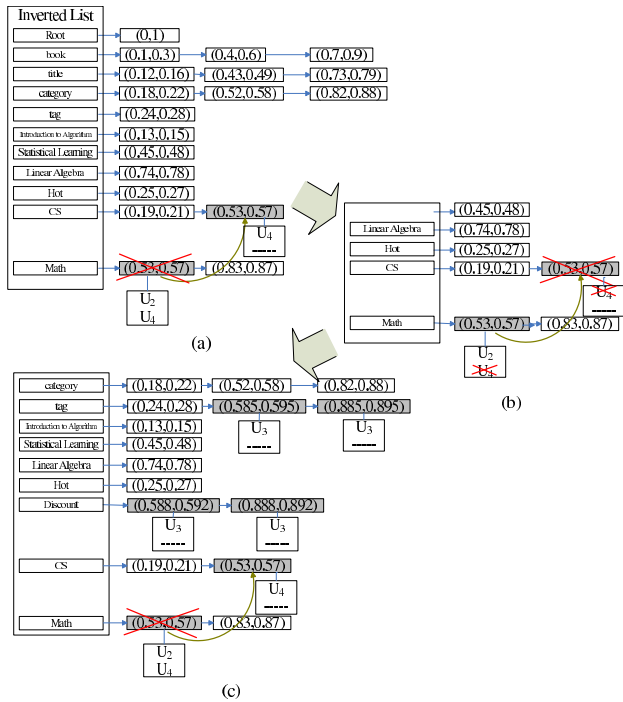 Inverted List
Root (0,1)
book (0.1,0.3) (0.4,0.6) (0.7,0.9)
title (0.12,0.16) (0.43,0.49) (0.73,0.79)
category (0.18,0.22) (0.52,0.58) (0.82,0.88)
tag (0.24,0.28)
Introduction to Algorithm (0.13,0.15)
Statistical Learning (0.45,0.48)
Linear Algebra (0.74,0.78)
Hot (0.25,0.27)
CS (0.19,0.21) (0.53,0.57)
U4
-----
Math (0.53,0.57) (0.83,0.87)
U2
U4
(a)
(0.45,0.48)
Linear Algebra (0.74,0.78)
Hot (0.25,0.27)
CS (0.19,0.21) (0.53,0.57)
U4
-----
Math (0.53,0.57) (0.83,0.87)
U2
U4
(b)
category (0.18,0.22) (0.52,0.58) (0.82,0.88)
tag (0.24,0.28) (0.585,0.595) (0.885,0.895)
U3 U3
----- -----
Introduction to Algorithm (0.13,0.15)
Statistical Learning (0.45,0.48)
Linear Algebra (0.74,0.78)
Hot (0.25,0.27)
Discount (0.588,0.592) (0.888,0.892)
U3 U3
----- -----
CS (0.19,0.21) (0.53,0.57)
U4
-----
Math (0.53,0.57) (0.83,0.87)
U2
U4
(c)